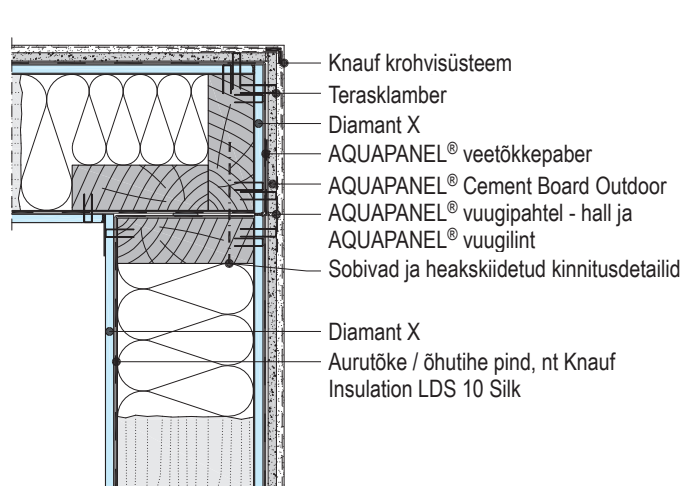 Knauf krohvisüsteem
Terasklamber
Diamant X
AQUAPANEL® veetõkkepaber
AQUAPANEL® Cement Board Outdoor
AQUAPANEL® vuugipahtel - hall ja
AQUAPANEL® vuugilint
Sobivad ja heakskiidetud kinnitusdetailid
Diamant X
Aurutõke / õhutihe pind, nt Knauf
Insulation LDS 10 Silk